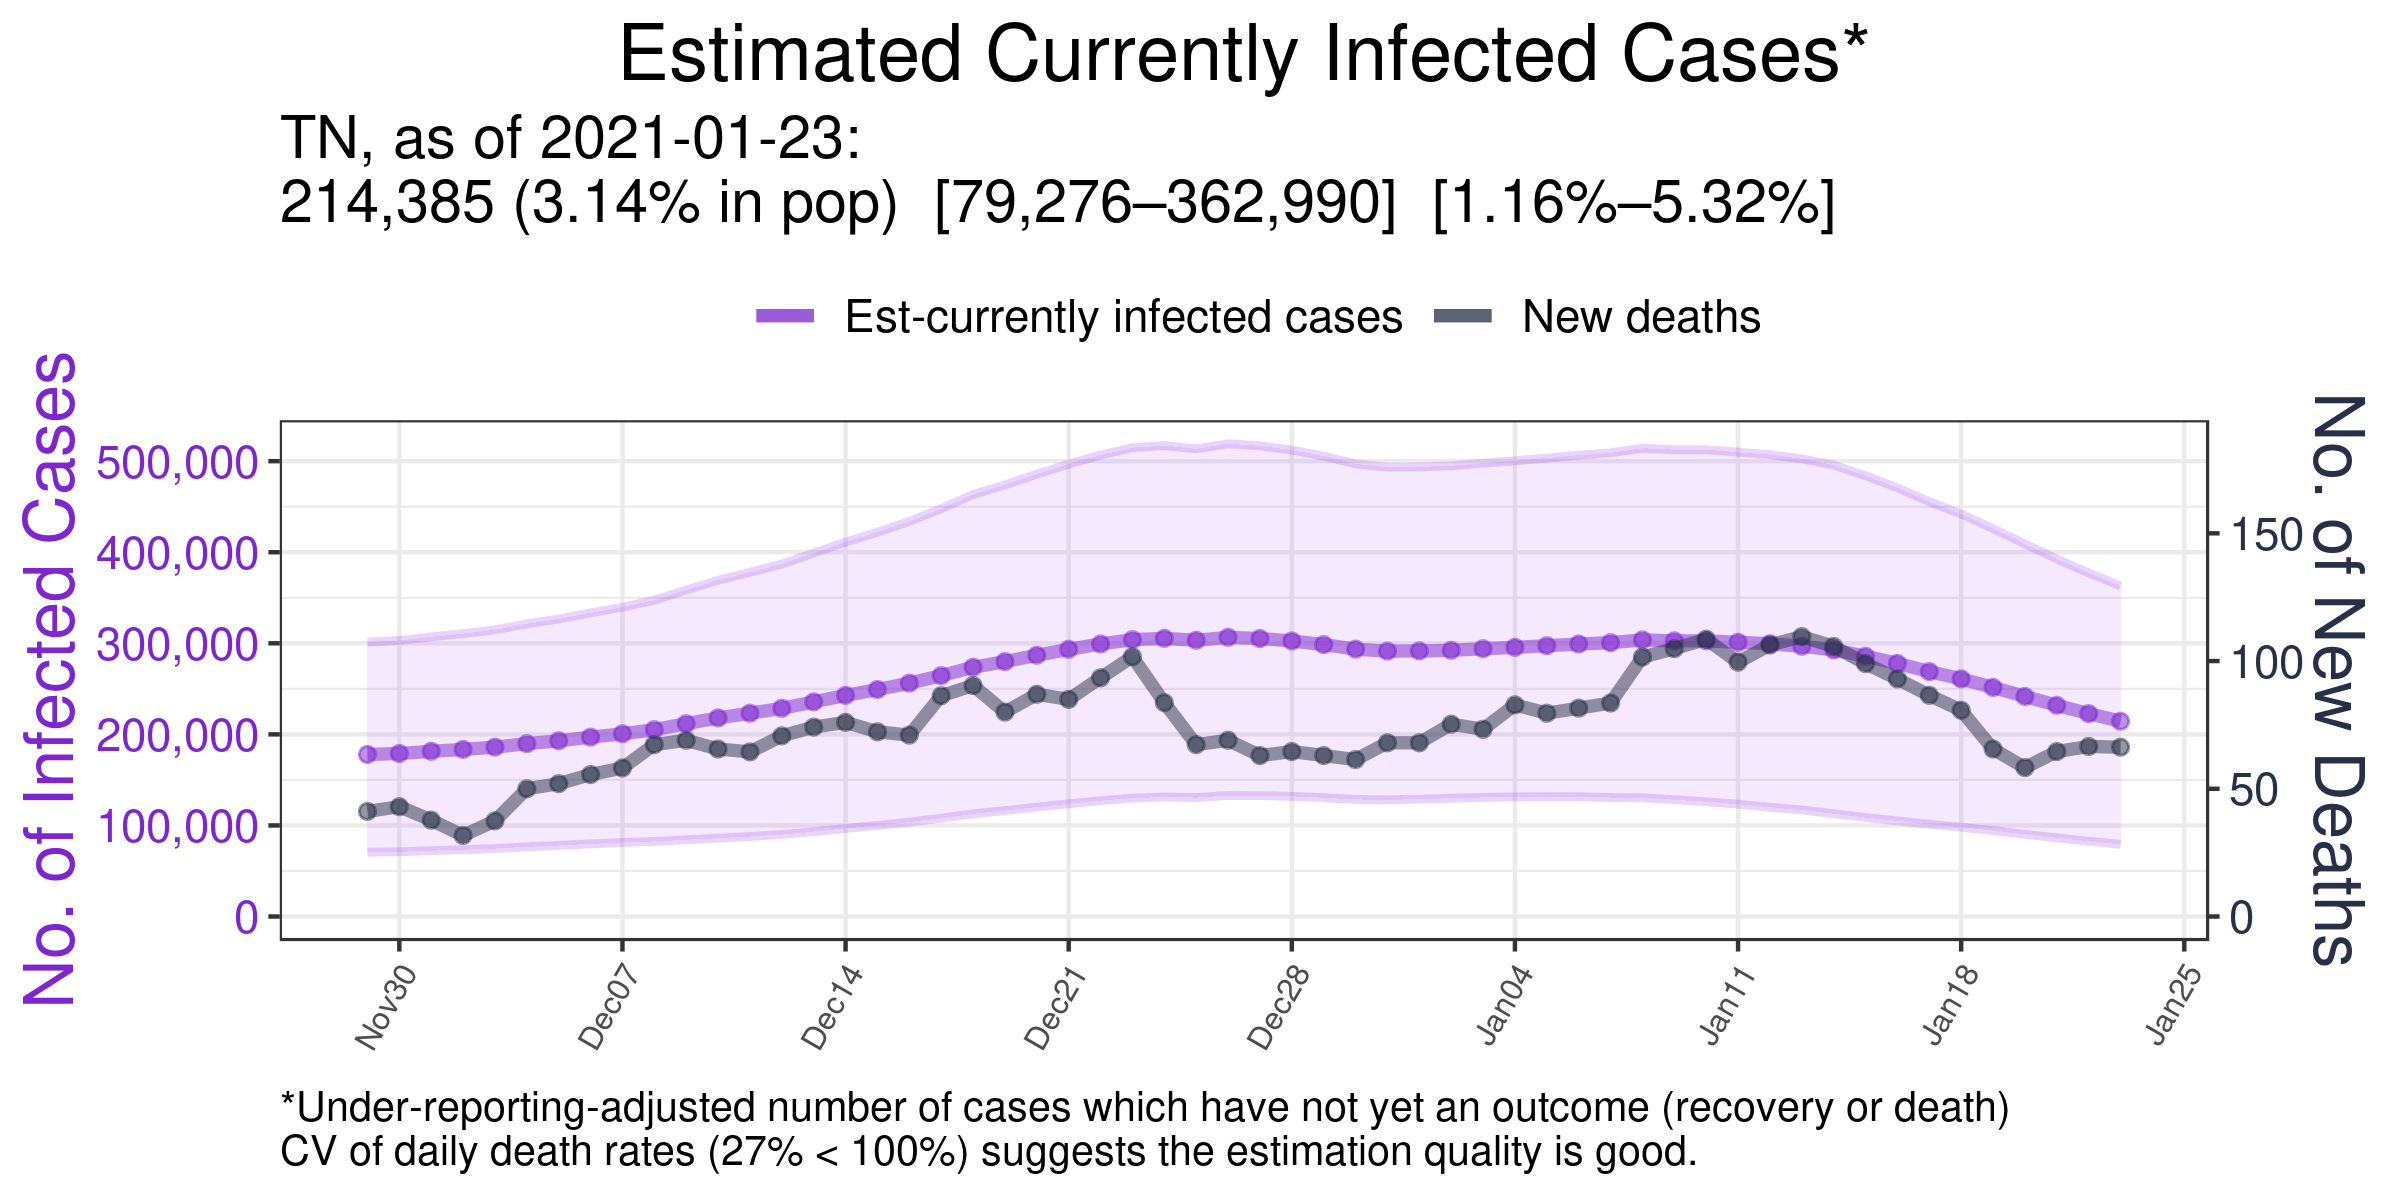 Estimated Currently Infected Cases*
TN, as of 2021-01-23:
214,385 (3.14% in pop)  [79,276–362,990]  [1.16%–5.32%]
Est-currently infected cases
New deaths
No. of Infected Cases
500,000
400,000
300,000
200,000
100,000
0
150
100
50
0
No. of New Deaths
Nov30
Dec07
Dec14
Dec21
Dec28
Jan04
Jan11
Jan18
Jan25
*Under-reporting-adjusted number of cases which have not yet an outcome (recovery or death)
CV of daily death rates (27% < 100%) suggests the estimation quality is good.